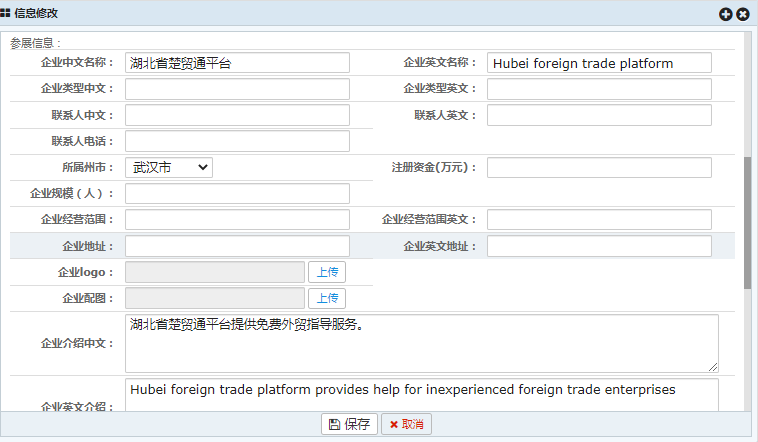 信息修改
参展信息：
企业中文名称： 湖北省楚贸通平台 企业英文名称： Hubei foreign trade platform
企业类型中文： 企业类型英文：
联系人中文： 联系人英文：
联系人电话：
所属州市： 武汉市 注册资金(万元)：
企业规模（人）：
企业经营范围： 企业经营范围英文：
企业地址： 企业英文地址：
企业logo： 上传
企业配图： 上传
企业介绍中文： 湖北省楚贸通平台提供免费外贸指导服务。
企业英文介绍： Hubei foreign trade platform provides help for inexperienced foreign trade enterprises
保存 取消